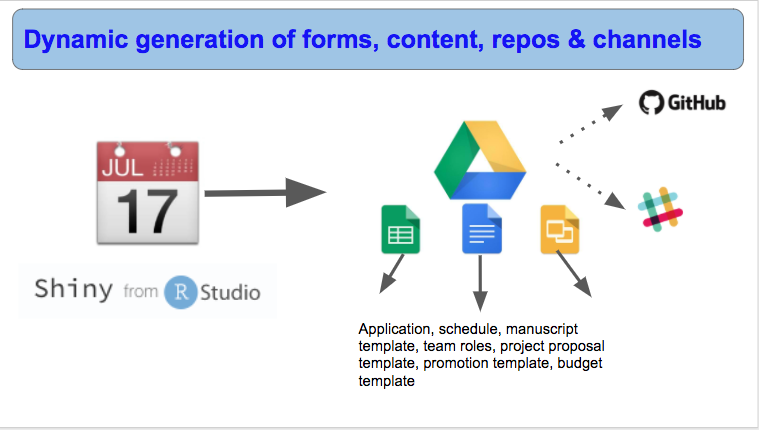 Dynamic generation of forms, content, repos & channels
GitHub
JUL
17
Shiny from R Studio
Application, schedule, manuscript
template, team roles, project proposal
template, promotion template, budget
template